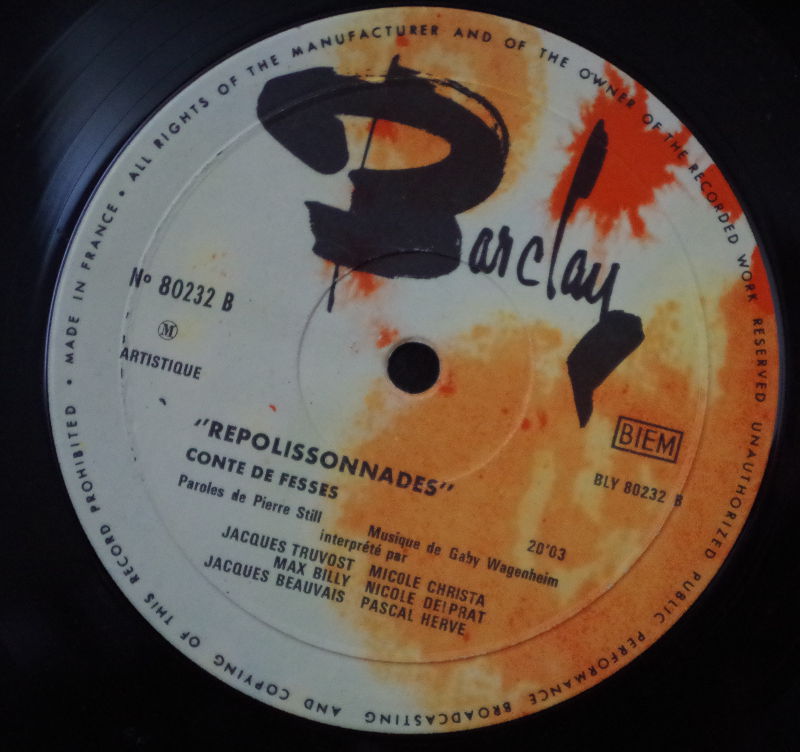 • MADE IN FRANCE • ALL RIGHTS OF THE MANUFACTURER AND OF THE OWNER OF THE RECORDED WORK RESERVED UNAUTHORIZED PUBLIC PERFORMANCE BROADCASTING AND COPYING OF THIS RECORD PROHIBITED
Barclay
Nº 80232 B
M
ARTISTIQUE
BIEM
BLY 80232 B
"REPOLISSONNADES"
CONTE DE FESSES
20'03
Paroles de Pierre Still Musique de Gaby Wagenheim
interprété par
JACQUES TRUVOST MICOLE CHRISTA
MAX BILLY NICOLE DELPRAT
JACQUES BEAUVAIS PASCAL HERVE